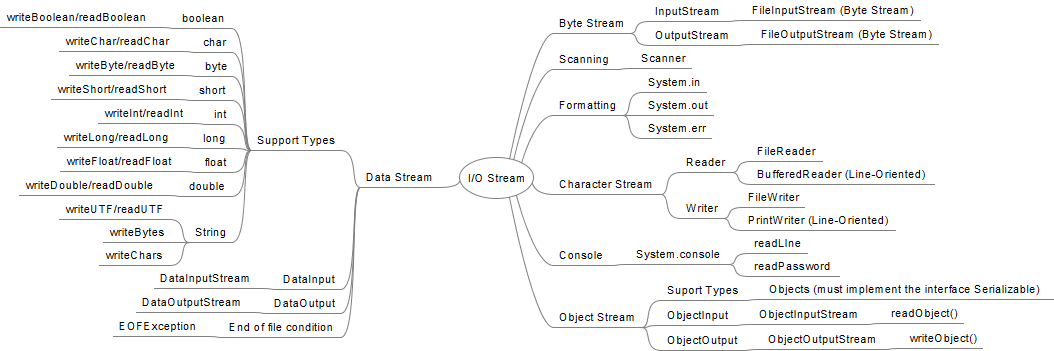 I/O Stream
Byte Stream
InputStream
FileInputStream (Byte Stream)
OutputStream
FileOutputStream (Byte Stream)
Scanning
Scanner
Formatting
System.in
System.out
System.err
Character Stream
Reader
FileReader
BufferedReader (Line-Oriented)
Writer
FileWriter
PrintWriter (Line-Oriented)
Console
System.console
readLIne
readPassword
Object Stream
Suport Types
Objects (must implement the interface Serializable)
ObjectInput
ObjectInputStream
readObject()
ObjectOutput
ObjectOutputStream
writeObject()
Data Stream
Support Types
boolean
writeBoolean/readBoolean
char
writeChar/readChar
byte
writeByte/readByte
short
writeShort/readShort
int
writeInt/readInt
long
writeLong/readLong
float
writeFloat/readFloat
double
writeDouble/readDouble
String
writeUTF/readUTF
writeBytes
writeChars
DataInput
DataInputStream
DataOutput
DataOutputStream
End of file condition
EOFException